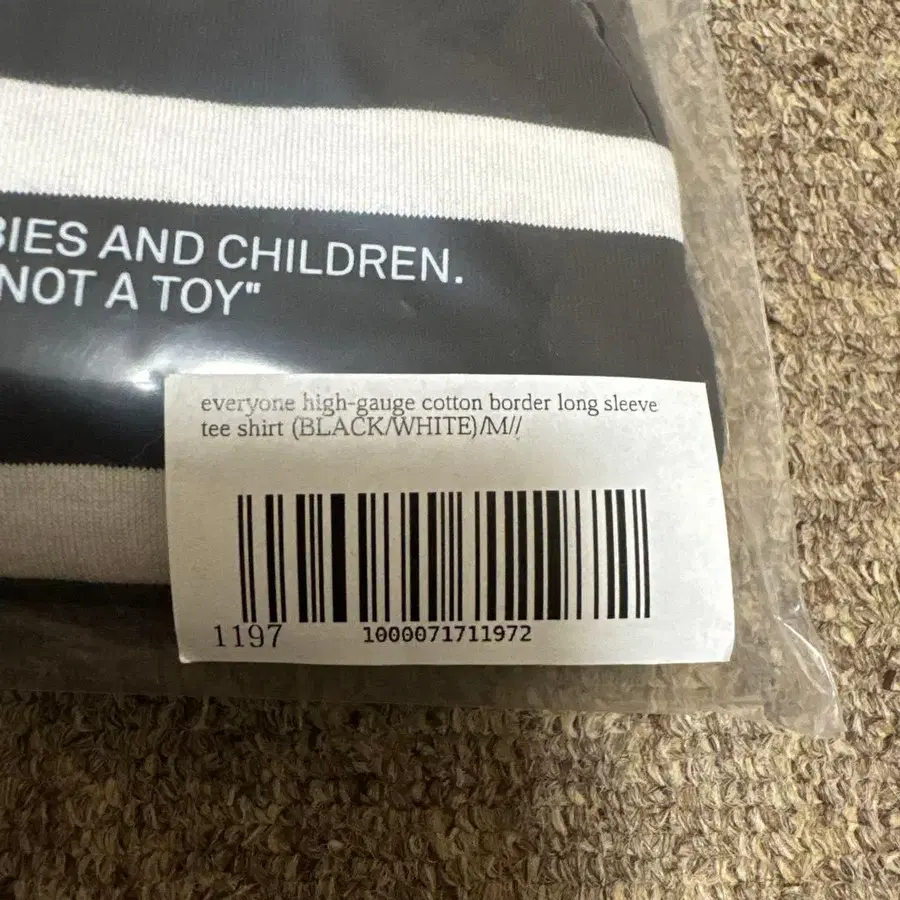 BIES AND CHILDREN.
NOT A TOY"
everyone high-gauge cotton border long sleeve
tee shirt (BLACK/WHITE)/M//
1197 1000071711972